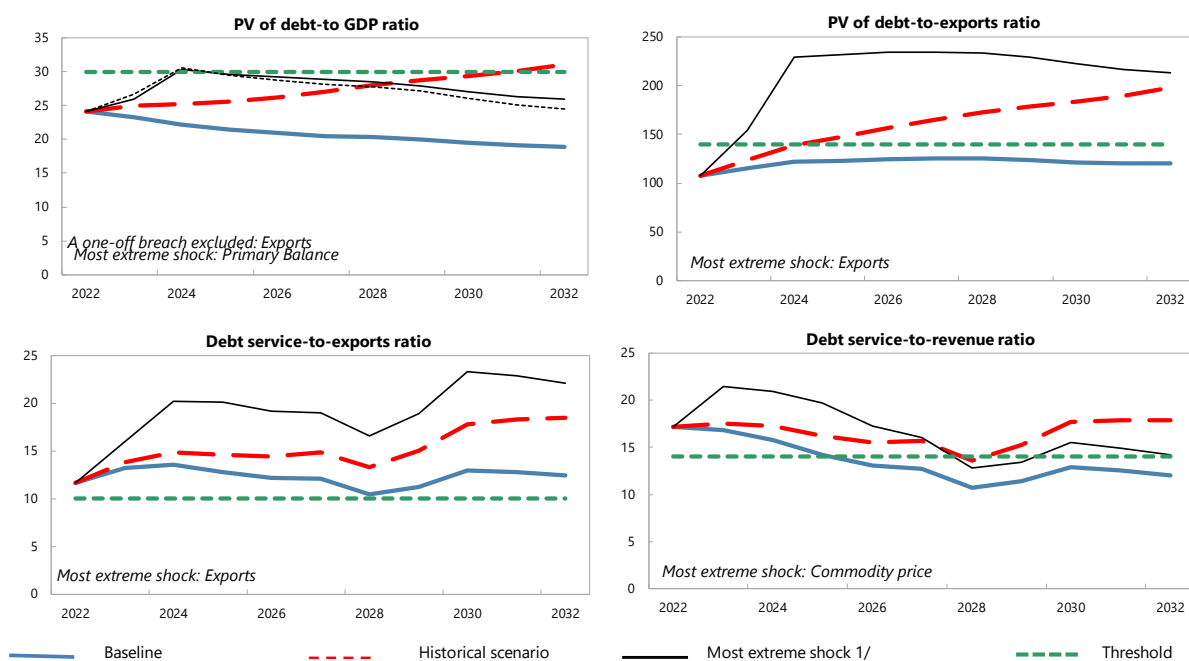 PV of debt-to GDP ratio
35
30
25
20
15
10
5
0
A one-off breach excluded: Exports
Most extreme shock: Primary Balance
2022 2024 2026 2028 2030 2032
PV of debt-to-exports ratio
250
200
150
100
50
0
Most extreme shock: Exports
2022 2024 2026 2028 2030 2032
Debt service-to-exports ratio
25
20
15
10
5
0
Most extreme shock: Exports
2022 2024 2026 2028 2030 2032
Debt service-to-revenue ratio
25
20
15
10
5
0
Most extreme shock: Commodity price
2022 2024 2026 2028 2030 2032
Baseline Historical scenario Most extreme shock 1/ Threshold